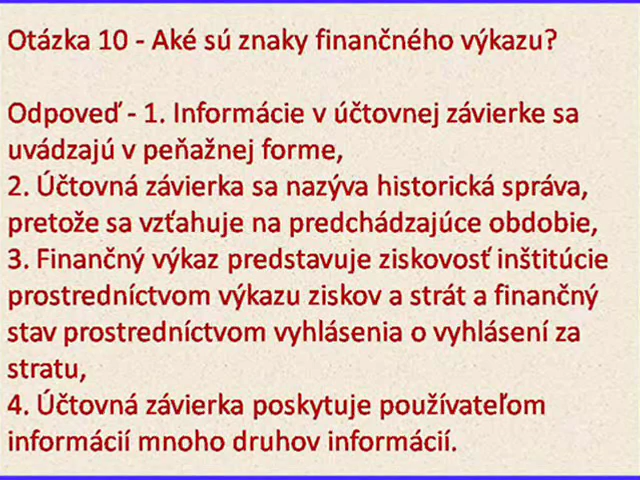 Otázka 10 - Aké sú znaky finančného výkazu?
Odpoveď - 1. Informácie v účtovnej závierke sa
uvádzajú v peňažnej forme,
2. Účtovná závierka sa nazýva historická správa,
pretože sa vzťahuje na predchádzajúce obdobie,
3. Finančný výkaz predstavuje ziskovosť inštitúcie
prostredníctvom výkazu ziskov a strát a finančný
stav prostredníctvom vyhlásenia o vyhlásení za
stratu,
4. Účtovná závierka poskytuje používateľom
informácií mnoho druhov informácií.